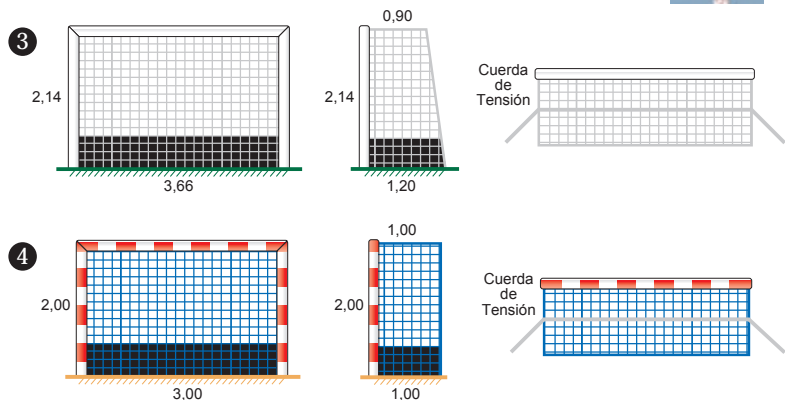 3
0,90
2,14
2,14
Cuerda
de
Tensión
3,66
1,20
4
1,00
2,00
2,00
Cuerda
de
Tensión
3,00
1,00